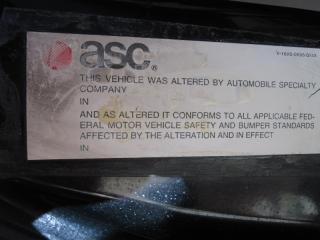 asc®
THIS VEHICLE WAS ALTERED BY AUTOMOBILE SPECIALTY
COMPANY
IN
AND AS ALTERED IT CONFORMS TO ALL APPLICABLE FED-
ERAL MOTOR VEHICLE SAFETY AND BUMPER STANDARDS
AFFECTED BY THE ALTERATION AND IN EFFECT
IN